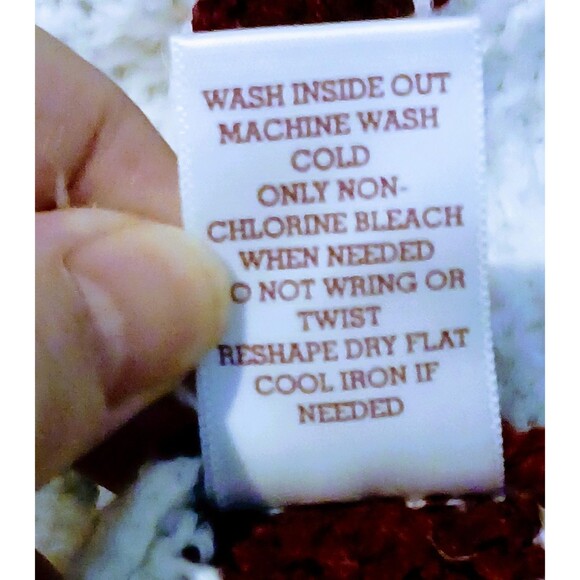 WASH INSIDE OUT
MACHINE WASH
COLD
ONLY NON-
CHLORINE BLEACH
WHEN NEEDED
O NOT WRING OR
TWIST
RESHAPE DRY FLAT
COOL IRON IF
NEEDED